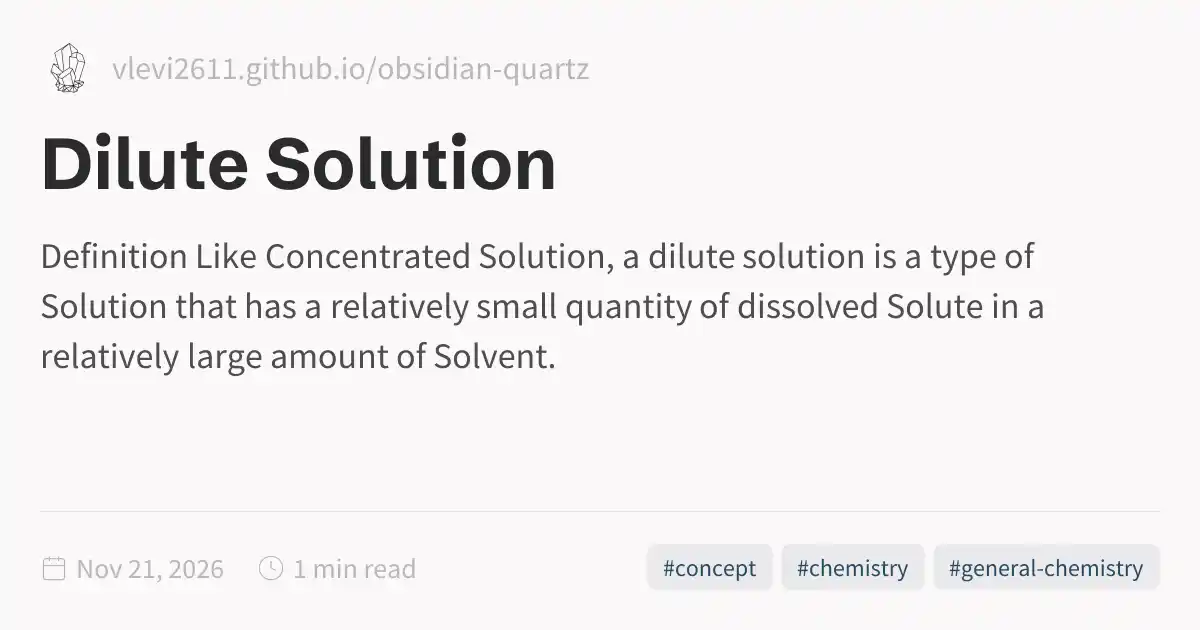 vlevi2611.github.io/obsidian-quartz
Dilute Solution
Definition Like Concentrated Solution, a dilute solution is a type of
Solution that has a relatively small quantity of dissolved Solute in a
relatively large amount of Solvent.
Nov 21, 2026 1 min read #concept #chemistry #general-chemistry